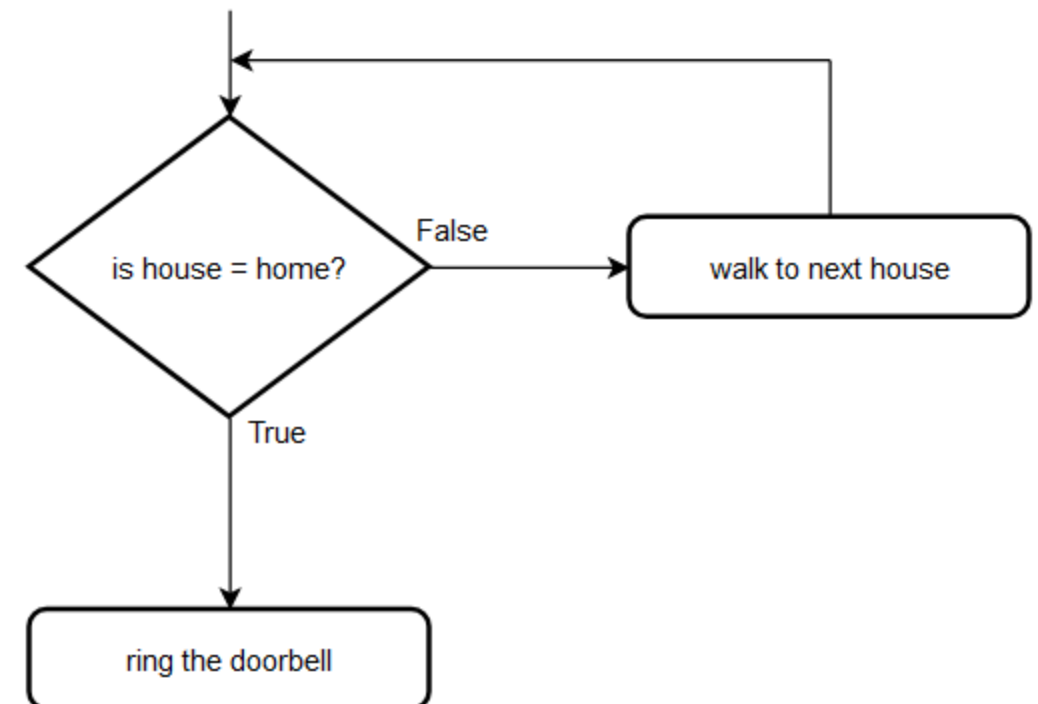 False
is house = home?
walk to next house
True
ring the doorbell